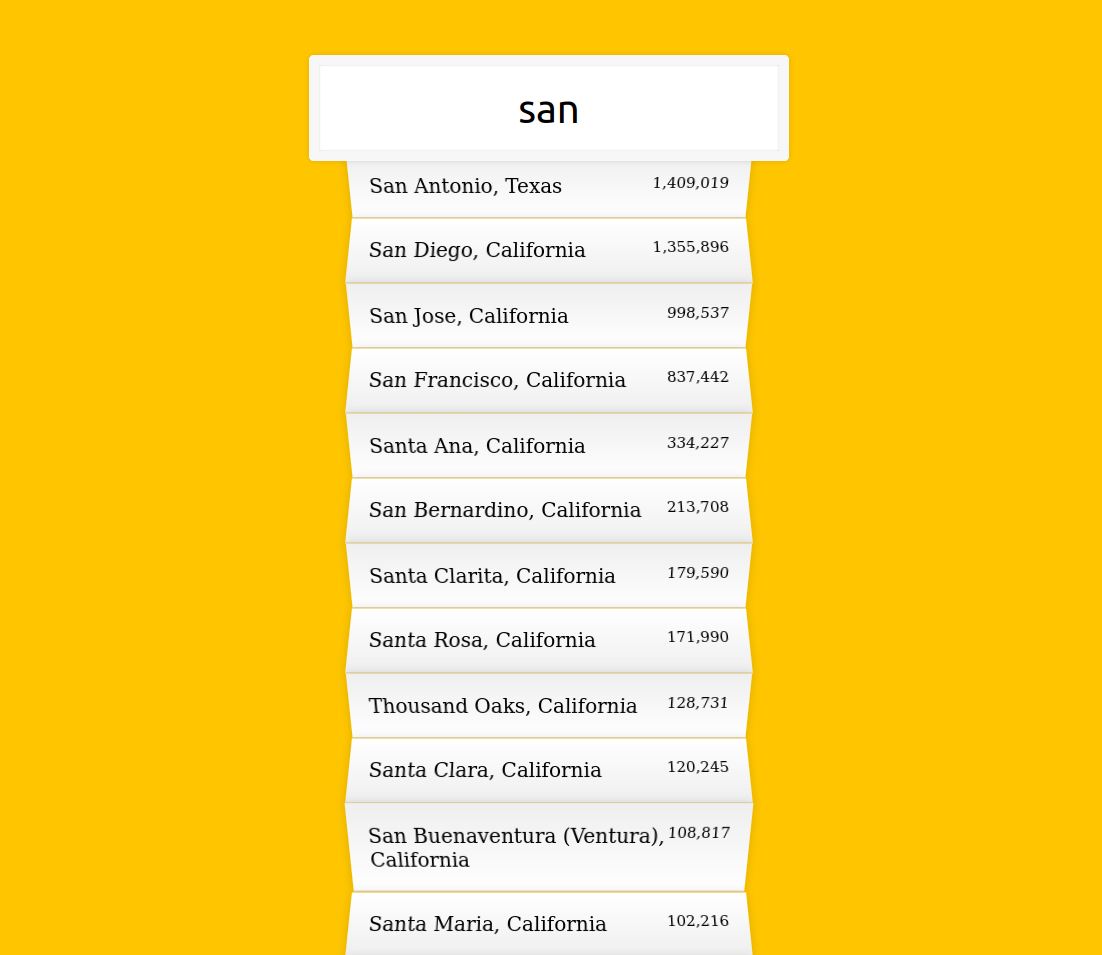 san
San Antonio, Texas 1,409,019
San Diego, California 1,355,896
San Jose, California 998,537
San Francisco, California 837,442
Santa Ana, California 334,227
San Bernardino, California 213,708
Santa Clarita, California 179,590
Santa Rosa, California 171,990
Thousand Oaks, California 128,731
Santa Clara, California 120,245
San Buenaventura (Ventura), 108,817
California
Santa Maria, California 102,216